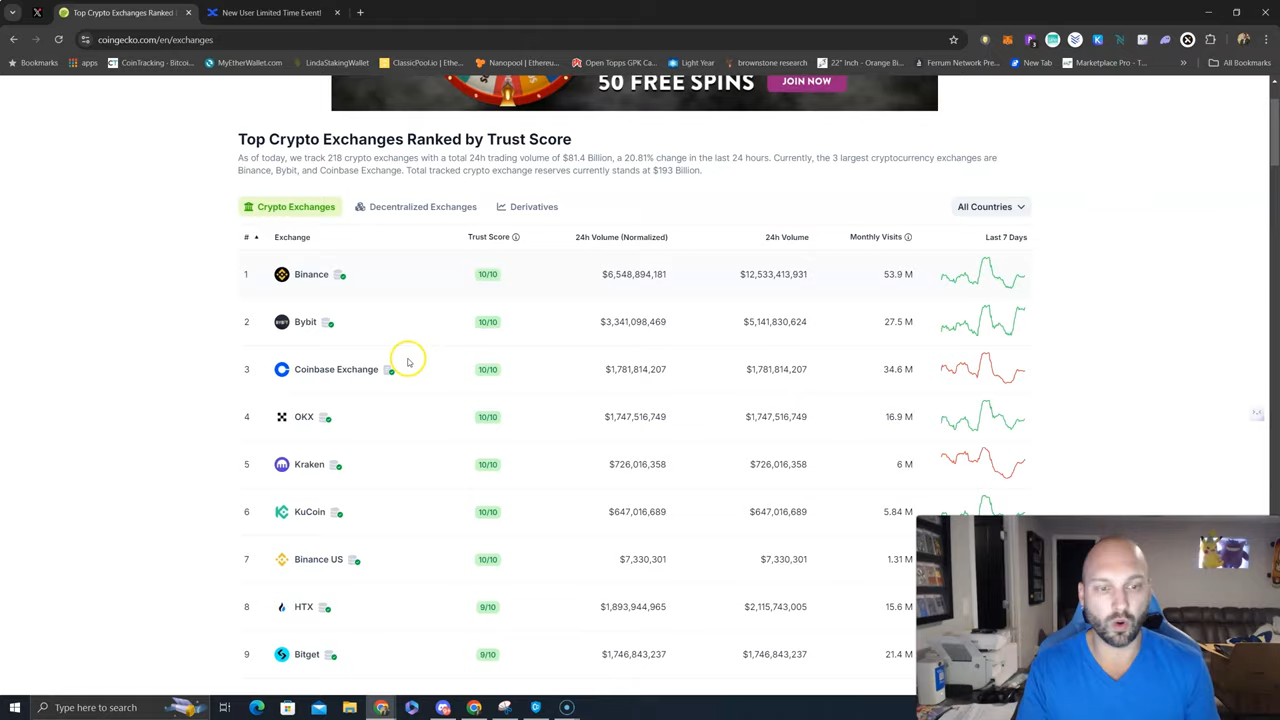 Top Crypto Exchanges Ranked
New User Limited Time Event!
coingecko.com/en/exchanges
Bookmarks
apps
CoinTracking - Bitcoi...
MyEtherWallet.com
LindaStakingWallet
ClassicPool.io | Ethe...
Nanopool | Ethereu...
Open Topps GPK Ca...
Light Year
brownstone research
22" Inch - Orange Bi...
Ferrum Network Pre...
New Tab
Marketplace Pro - T...
All Bookmarks
50 FREE SPINS
JOIN NOW
Top Crypto Exchanges Ranked by Trust Score
As of today, we track 218 crypto exchanges with a total 24h trading volume of $81.4 Billion, a 20.81% change in the last 24 hours. Currently, the 3 largest cryptocurrency exchanges are
Binance, Bybit, and Coinbase Exchange. Total tracked crypto exchange reserves currently stands at $193 Billion.
Crypto Exchanges
Decentralized Exchanges
Derivatives
All Countries
# Exchange Trust Score 24h Volume (Normalized) 24h Volume Monthly Visits Last 7 Days
1 Binance 10/10 $6,548,894,181 $12,533,413,931 53.9 M
2 Bybit 10/10 $3,341,098,469 $5,141,830,624 27.5 M
3 Coinbase Exchange 10/10 $1,781,814,207 $1,781,814,207 34.6 M
4 OKX 10/10 $1,747,516,749 $1,747,516,749 16.9 M
5 Kraken 10/10 $726,016,358 $726,016,358 6 M
6 KuCoin 10/10 $647,016,689 $647,016,689 5.84 M
7 Binance US 10/10 $7,330,301 $7,330,301 1.31 M
8 HTX 9/10 $1,893,944,965 $2,115,743,005 15.6 M
9 Bitget 9/10 $1,746,843,237 $1,746,843,237 21.4 M
Type here to search